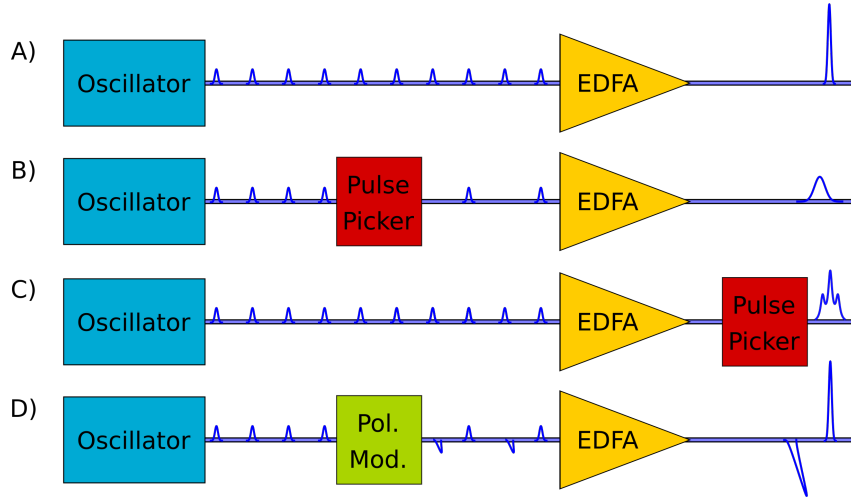 A)
Oscillator
EDFA
B)
Oscillator
Pulse
Picker
EDFA
C)
Oscillator
EDFA
Pulse
Picker
D)
Oscillator
Pol.
Mod.
EDFA